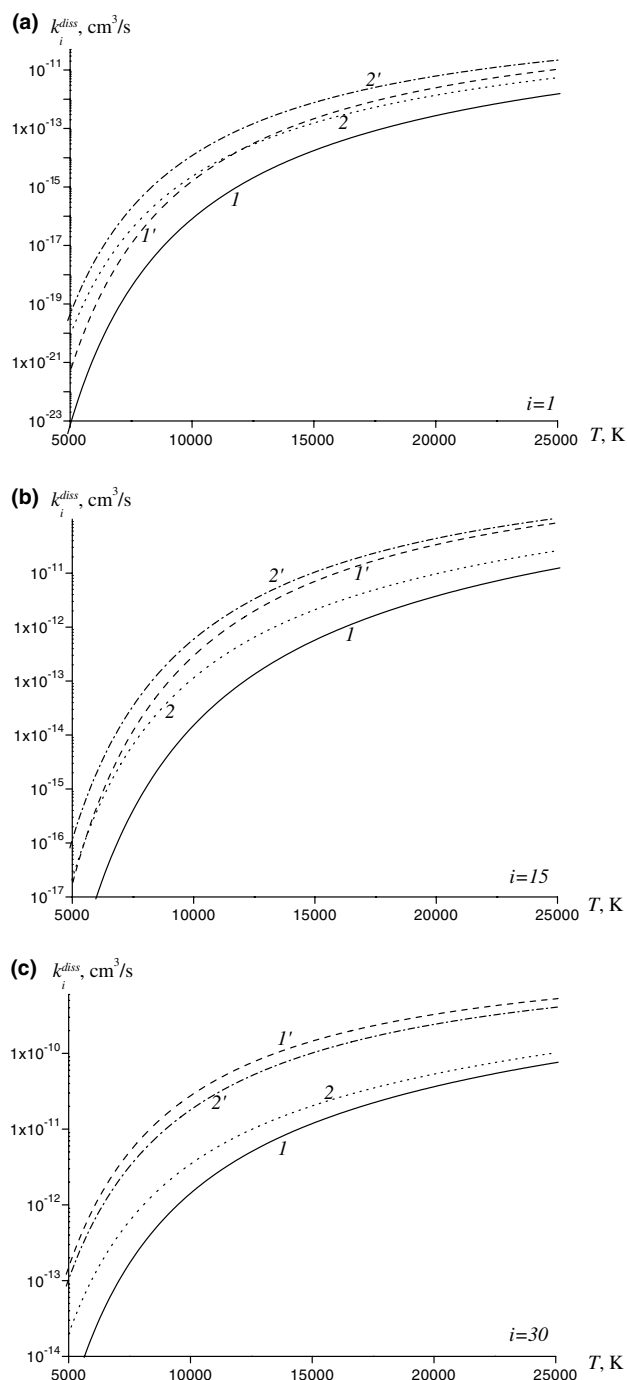 (a) k_i^{diss}, cm³/s
10⁻¹¹
2'
1x10⁻¹³
2
10⁻¹⁵
1
10⁻¹⁷
1'
10⁻¹⁹
1x10⁻²¹
i=1
10⁻²³
5000 10000 15000 20000 25000 T, K
(b) k_i^{diss}, cm³/s
10⁻¹¹
2' 1'
1x10⁻¹²
1
1x10⁻¹³
2
10⁻¹⁴
10⁻¹⁵
10⁻¹⁶
i=15
10⁻¹⁷
5000 10000 15000 20000 25000 T, K
(c) k_i^{diss}, cm³/s
1'
1x10⁻¹⁰
2' 2
10⁻¹¹
1
10⁻¹²
10⁻¹³
i=30
10⁻¹⁴
5000 10000 15000 20000 25000 T, K